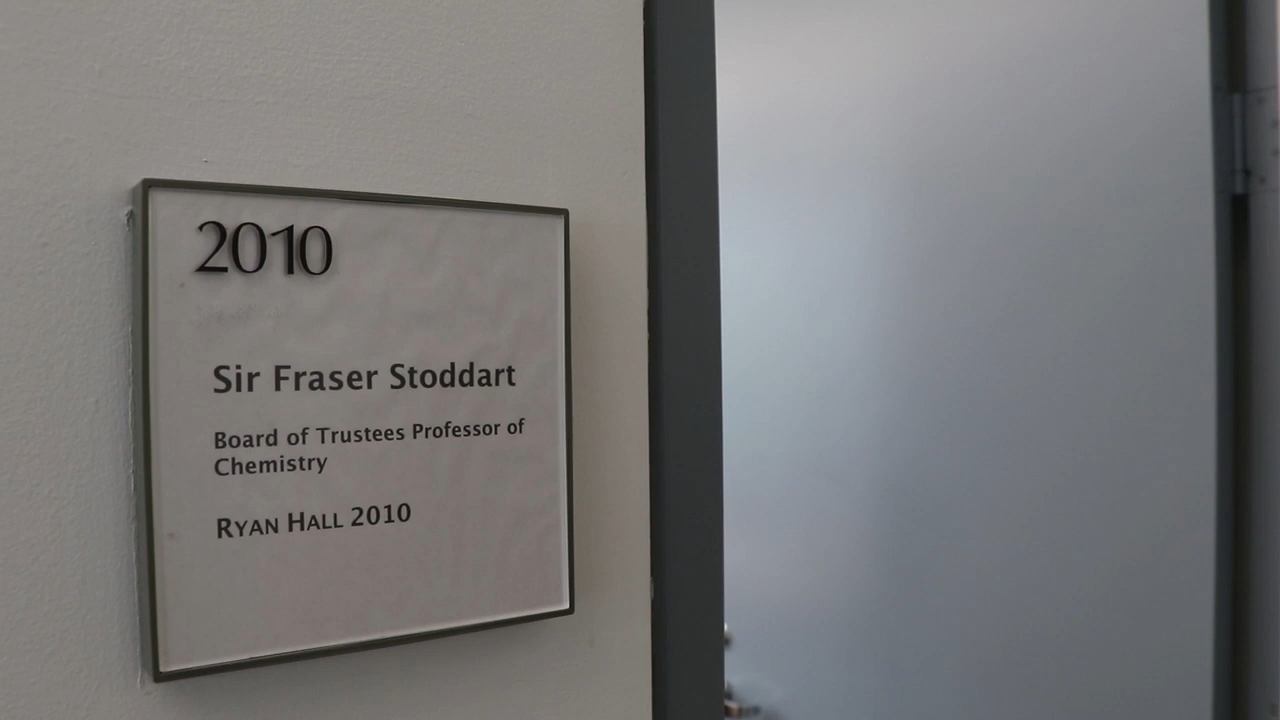 2010
Sir Fraser Stoddart
Board of Trustees Professor of
Chemistry
RYAN HALL 2010